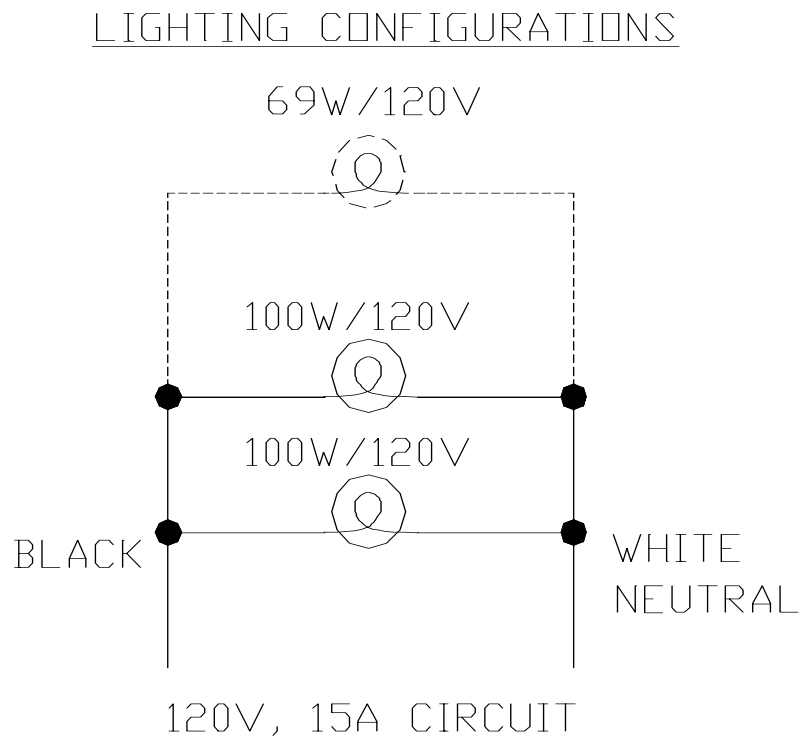 LIGHTING CONFIGURATIONS
69W/120V
100W/120V
100W/120V
BLACK
WHITE
NEUTRAL
120V, 15A CIRCUIT